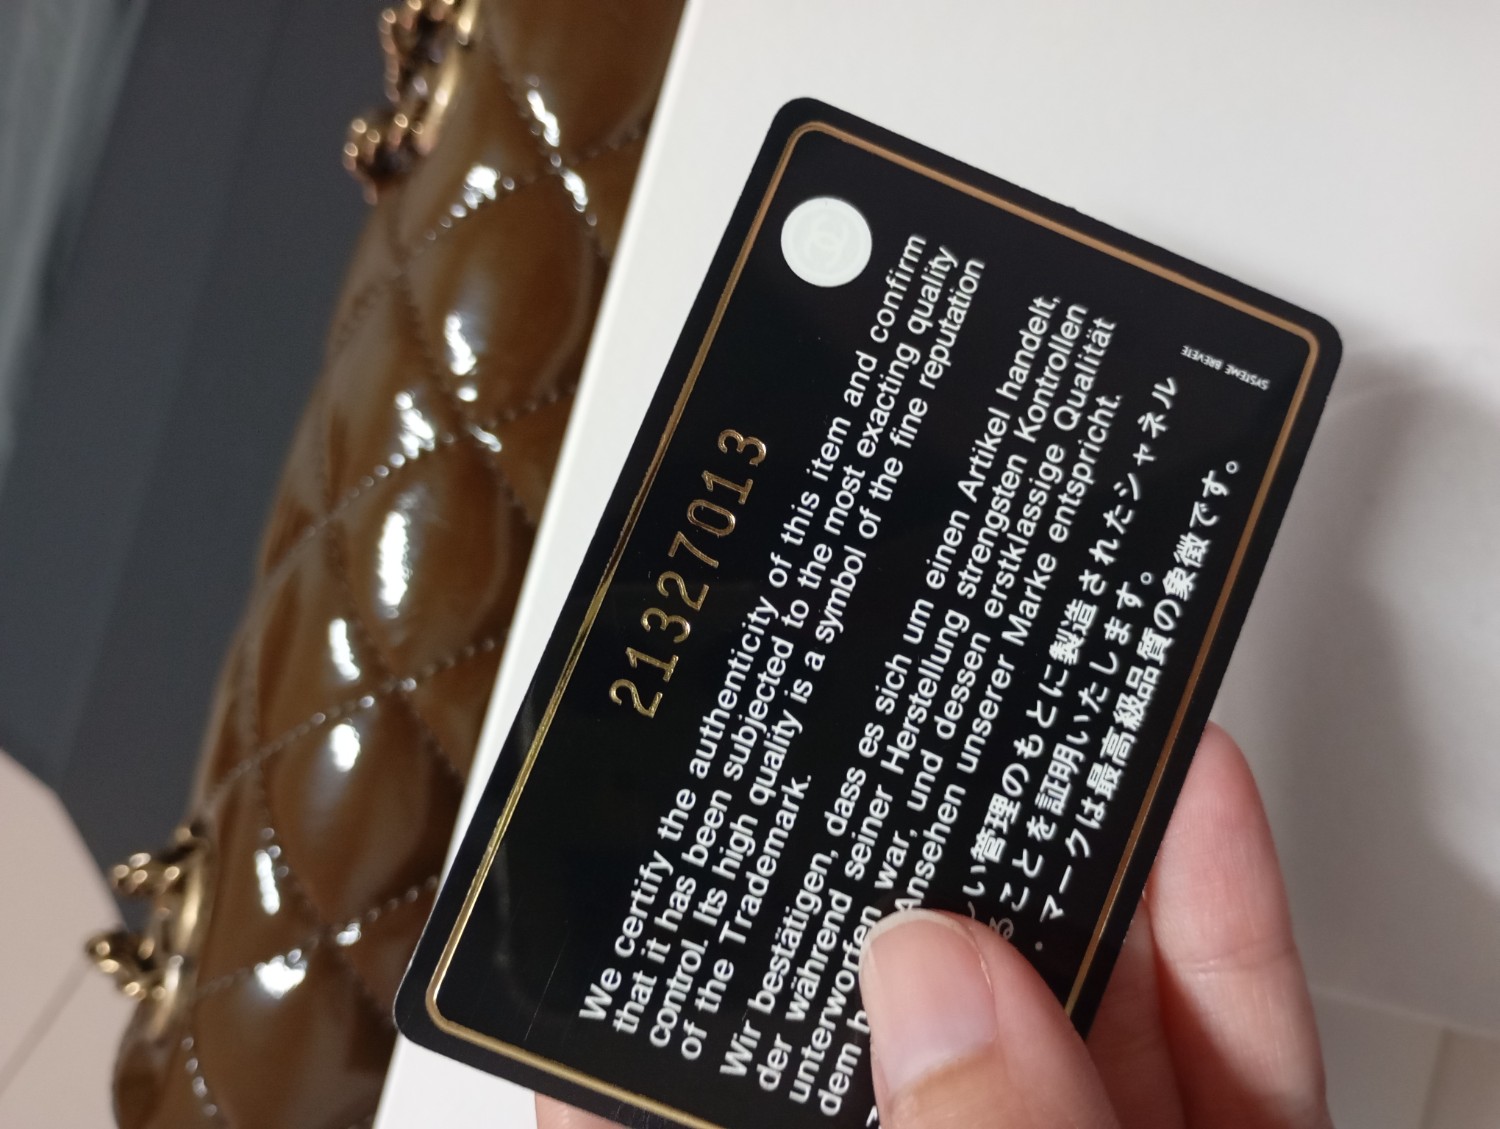 21327013
We certify the authenticity of this item and confirm
that it has been subjected to the most exacting quality
control. Its high quality is a symbol of the fine reputation
of the Trademark.
Wir bestätigen, dass es sich um einen Artikel handelt,
der während seiner Herstellung strengsten Kontrollen
unterworfen war, und dessen erstklassige Qualität
dem Ansehen unserer Marke entspricht.
い管理のもとに製造されたシャネル
ることを証明いたします。
・マークは最高級品質の象徴です。
SYSTEME BREVETE